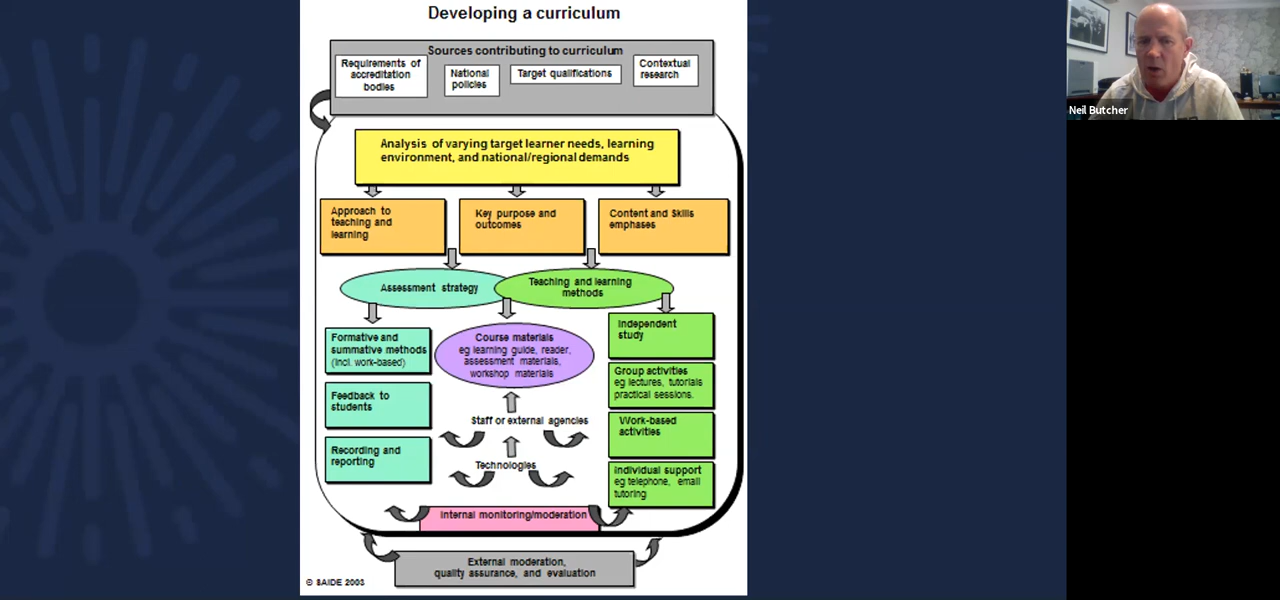 Developing a curriculum
Sources contributing to curriculum
Requirements of
accreditation
bodies
National
policies
Target qualifications
Contextual
research
Neil Butcher
Analysis of varying target learner needs, learning
environment, and national/regional demands
Approach to
teaching and
learning
Key purpose and
outcomes
Content and Skills
emphases
Assessment strategy
Teaching and learning
methods
Formative and
summative methods
(incl. work-based)
Feedback to
students
Recording and
reporting
Course materials
eg learning guide, reader,
assessment materials,
workshop materials
Staff or external agencies
Technologies
Independent
study
Group activities
eg lectures, tutorials
practical sessions.
Work-based
activities
Individual support
eg telephone, email
tutoring
Internal monitoring/moderation
External moderation,
quality assurance, and evaluation
© SAIDE 2003